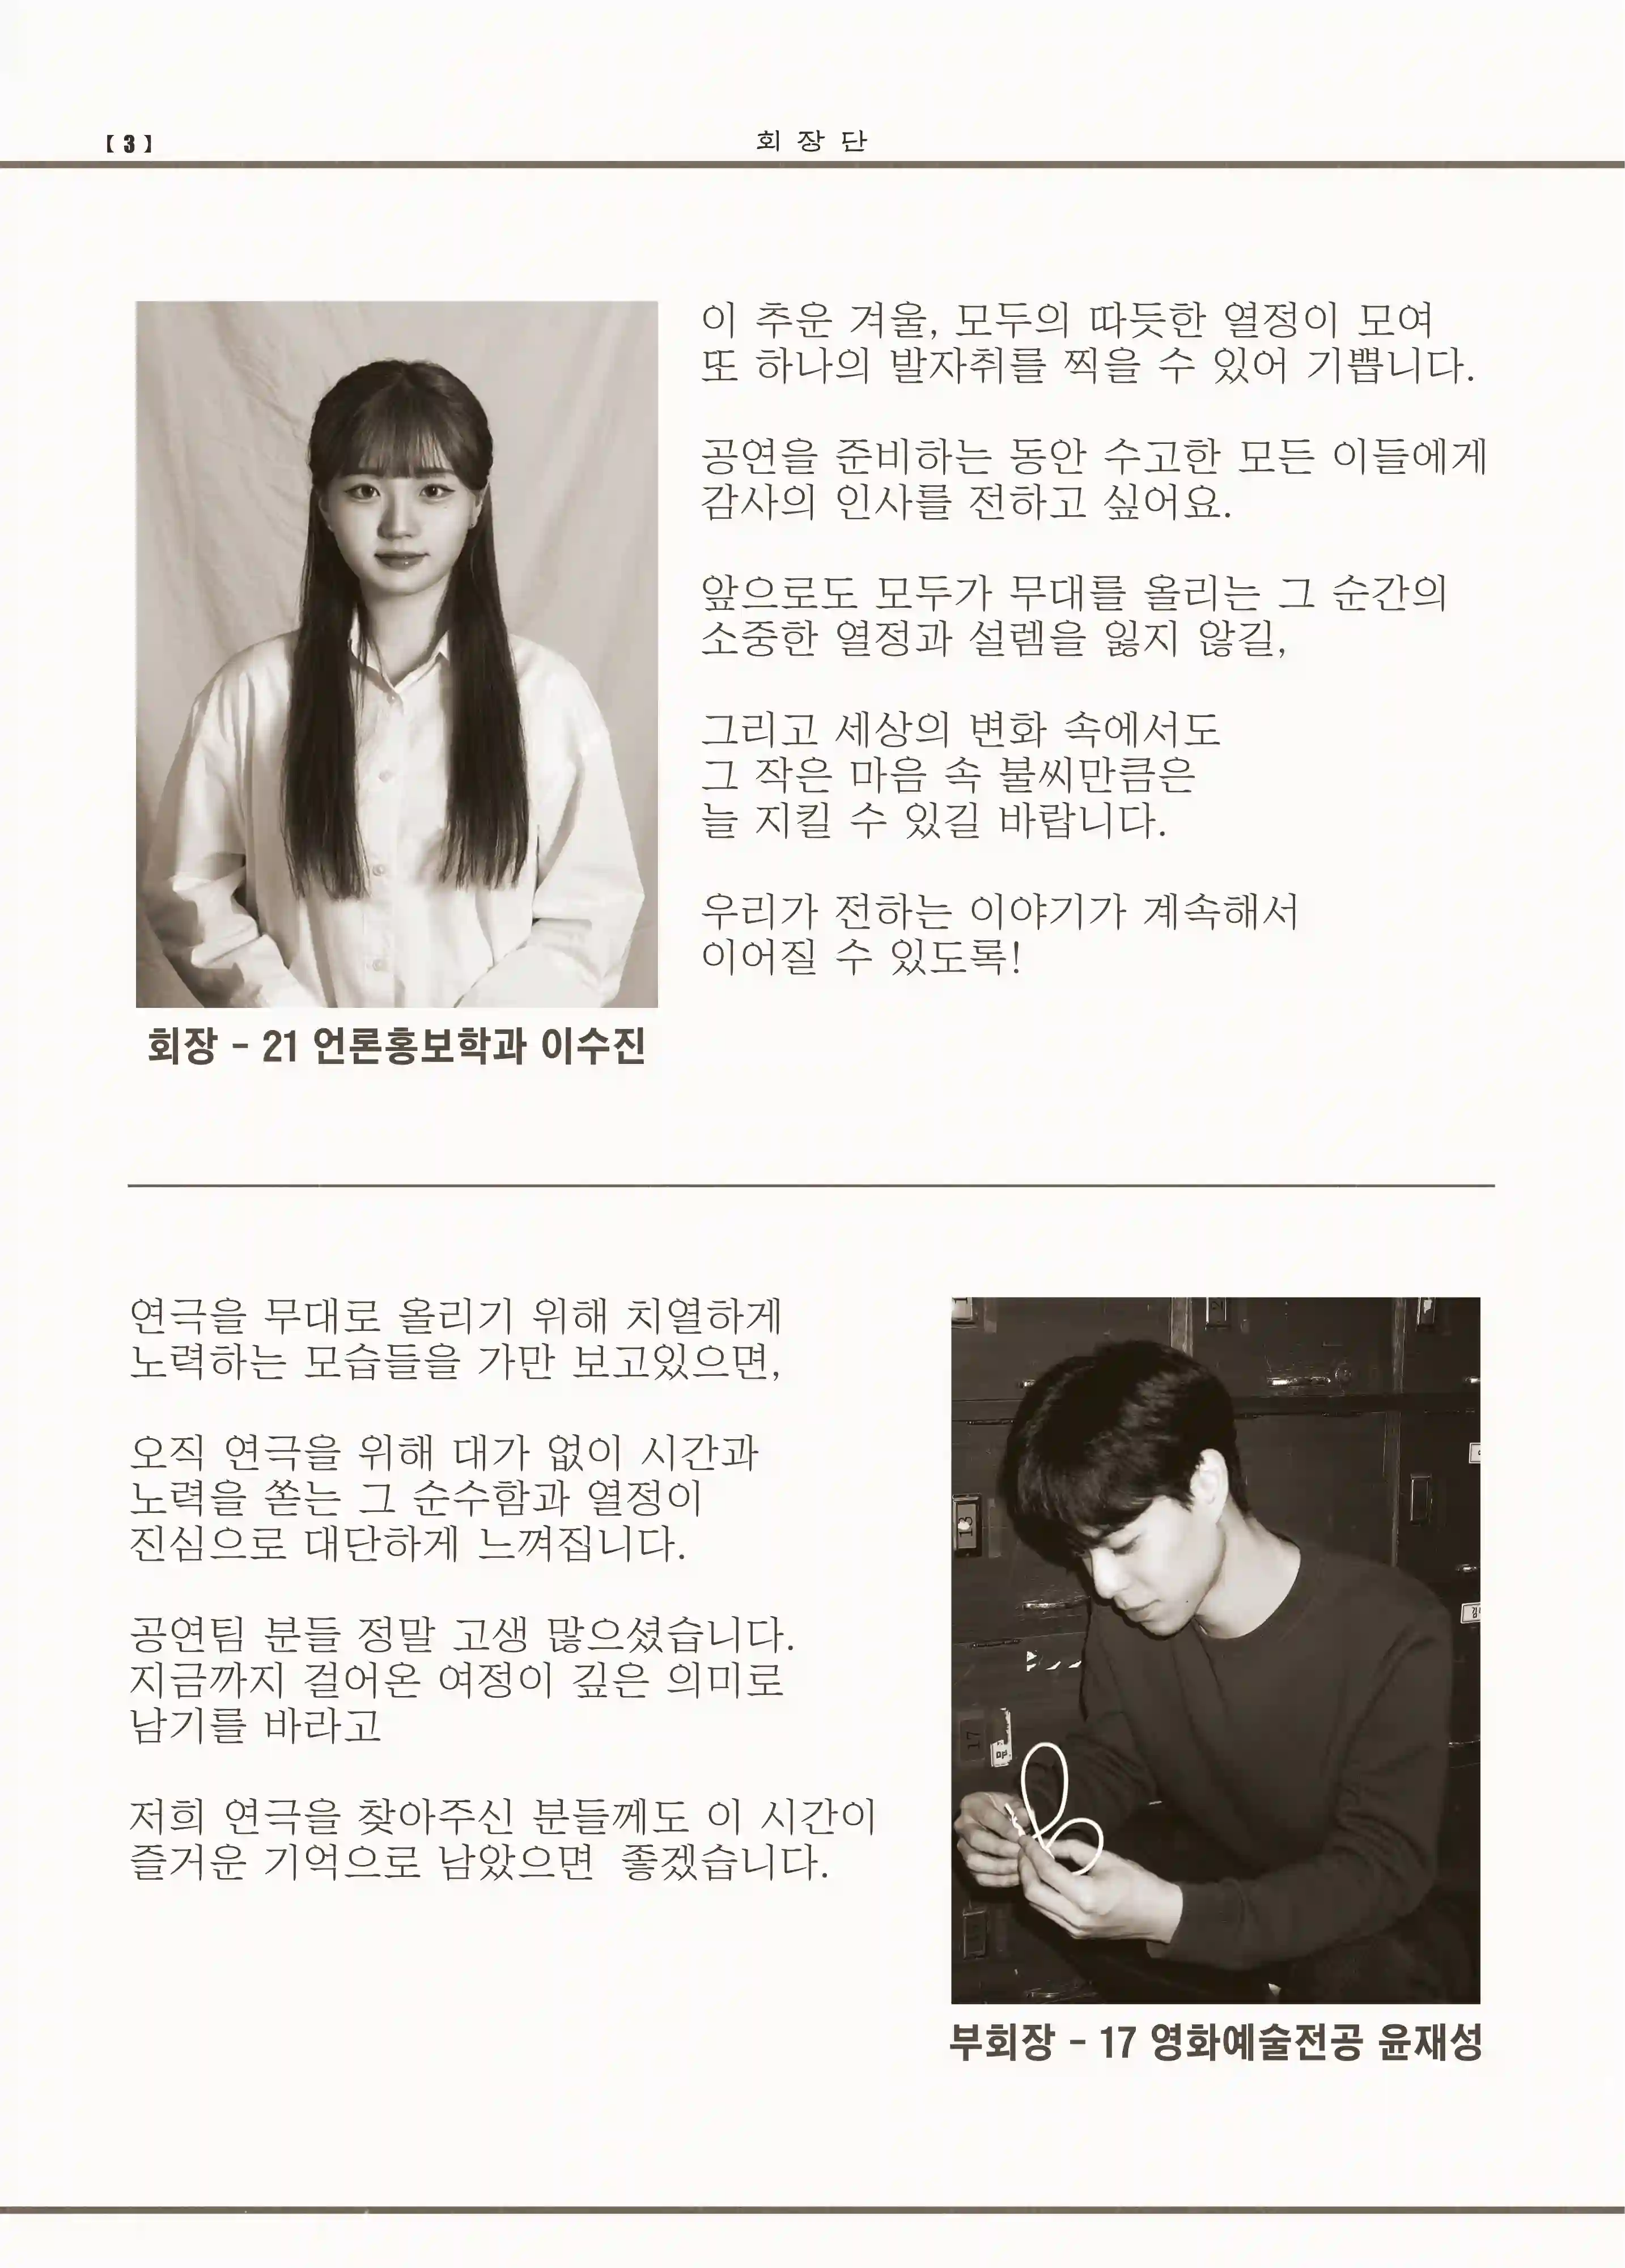 【 3 】
회 장 단
이 추운 겨울, 모두의 따듯한 열정이 모여
또 하나의 발자취를 찍을 수 있어 기쁩니다.
공연을 준비하는 동안 수고한 모든 이들에게
감사의 인사를 전하고 싶어요.
앞으로도 모두가 무대를 올리는 그 순간의
소중한 열정과 설렘을 잃지 않길,
그리고 세상의 변화 속에서도
그 작은 마음 속 불씨만큼은
늘 지킬 수 있길 바랍니다.
우리가 전하는 이야기가 계속해서
이어질 수 있도록!
회장 - 21 언론홍보학과 이수진
연극을 무대로 올리기 위해 치열하게
노력하는 모습들을 가만 보고있으면,
오직 연극을 위해 대가 없이 시간과
노력을 쏟는 그 순수함과 열정이
진심으로 대단하게 느껴집니다.
공연팀 분들 정말 고생 많으셨습니다.
지금까지 걸어온 여정이 깊은 의미로
남기를 바라고
저희 연극을 찾아주신 분들께도 이 시간이
즐거운 기억으로 남았으면  좋겠습니다.
13
17
부회장 - 17 영화예술전공 윤재성